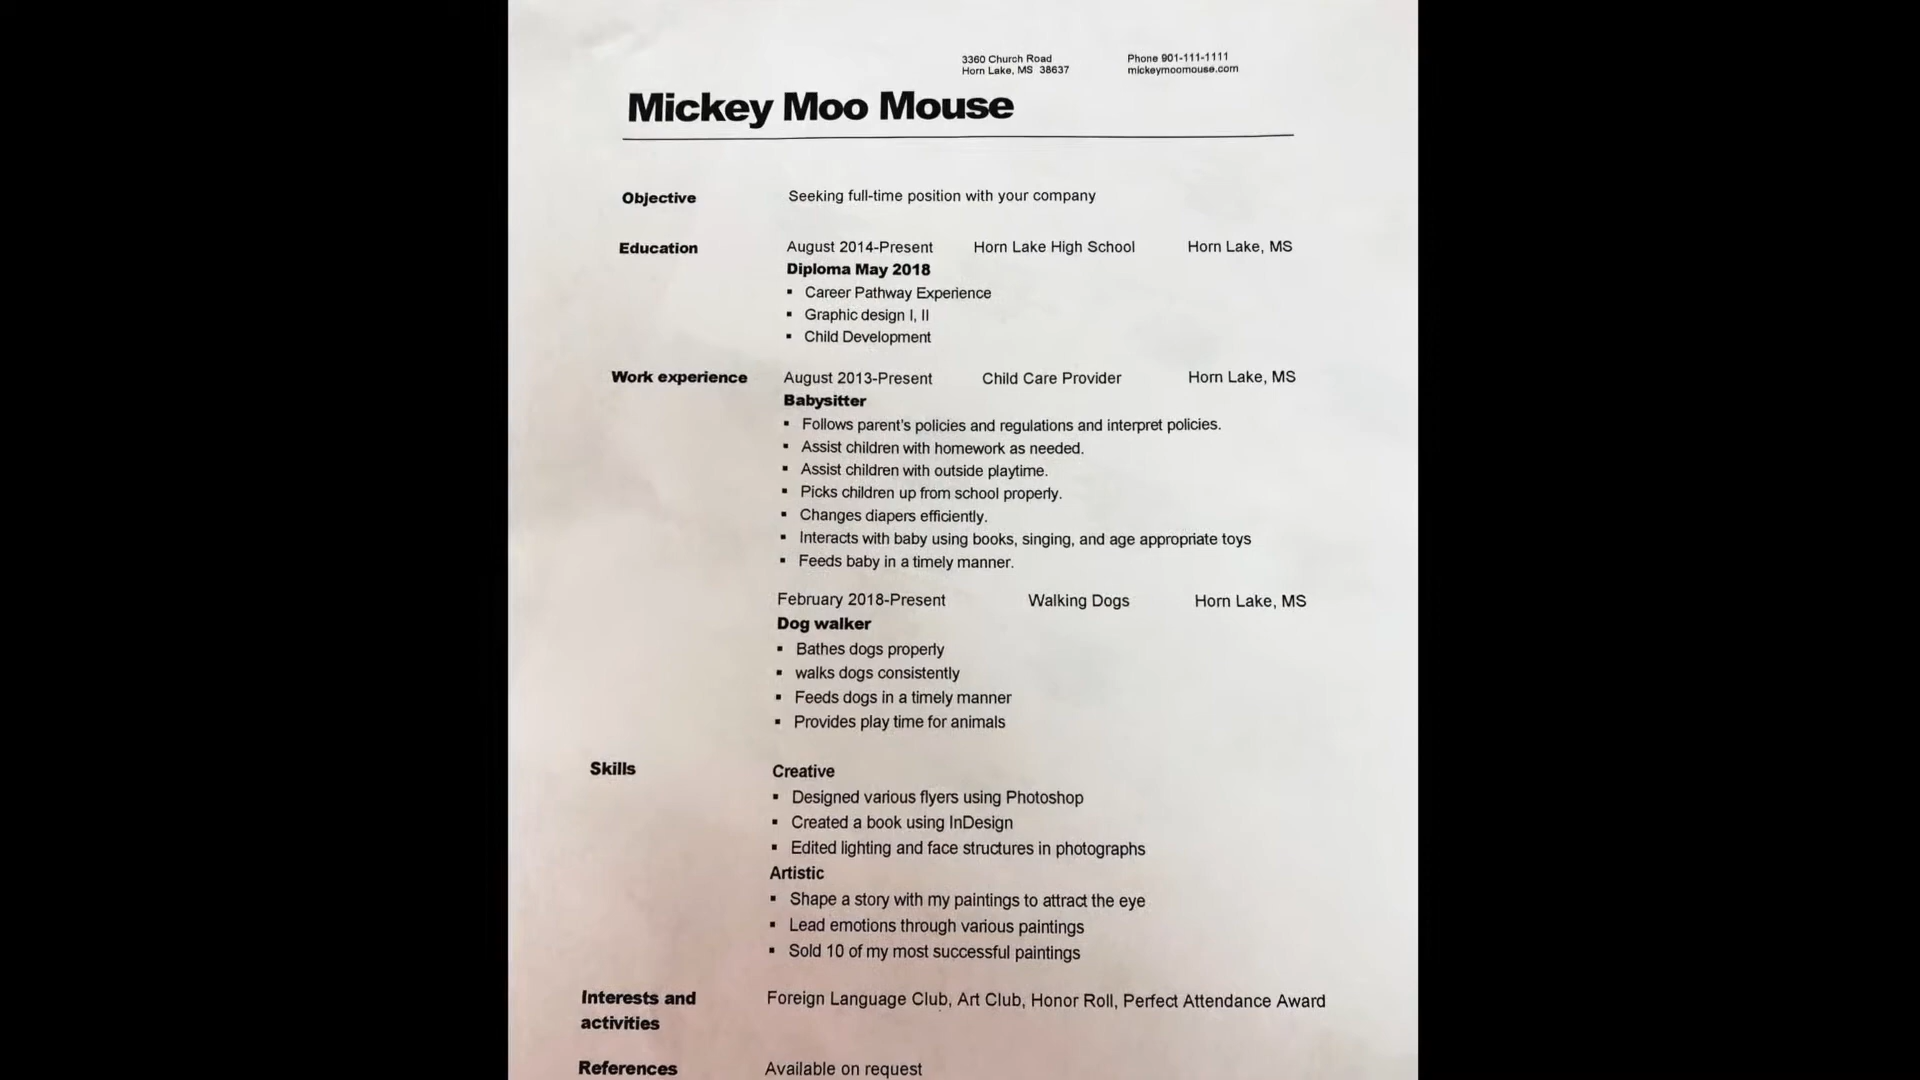 3360 Church Road
Horn Lake, MS 38637
Phone 901-111-1111
mickeymoomouse.com
Mickey Moo Mouse
Objective Seeking full-time position with your company
Education August 2014-Present Horn Lake High School Horn Lake, MS
Diploma May 2018
▪ Career Pathway Experience
▪ Graphic design I, II
▪ Child Development
Work experience August 2013-Present Child Care Provider Horn Lake, MS
Babysitter
▪ Follows parent's policies and regulations and interpret policies.
▪ Assist children with homework as needed.
▪ Assist children with outside playtime.
▪ Picks children up from school properly.
▪ Changes diapers efficiently.
▪ Interacts with baby using books, singing, and age appropriate toys
▪ Feeds baby in a timely manner.
February 2018-Present Walking Dogs Horn Lake, MS
Dog walker
▪ Bathes dogs properly
▪ walks dogs consistently
▪ Feeds dogs in a timely manner
▪ Provides play time for animals
Skills Creative
▪ Designed various flyers using Photoshop
▪ Created a book using InDesign
▪ Edited lighting and face structures in photographs
Artistic
▪ Shape a story with my paintings to attract the eye
▪ Lead emotions through various paintings
▪ Sold 10 of my most successful paintings
Interests and Foreign Language Club, Art Club, Honor Roll, Perfect Attendance Award
activities
References Available on request